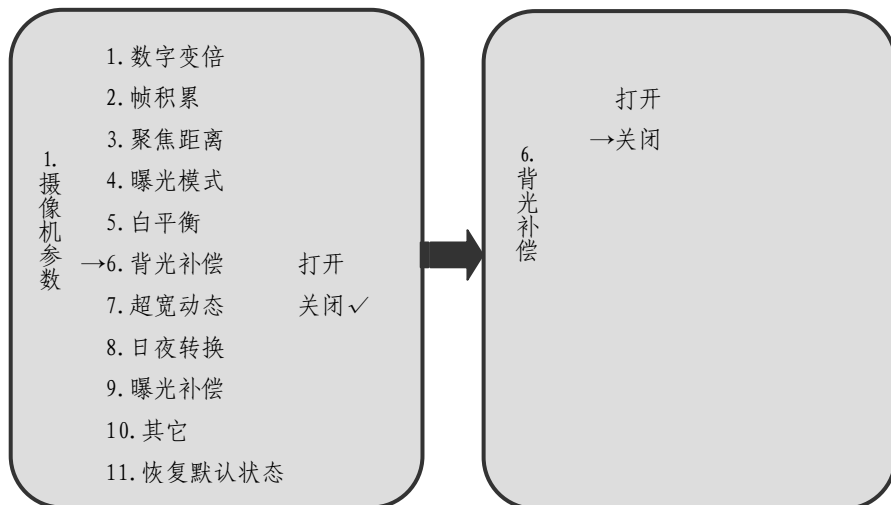 1.摄像机参数
1.数字变倍
2.帧积累
3.聚焦距离
4.曝光模式
5.白平衡
→6.背光补偿 打开
7.超宽动态 关闭✓
8.日夜转换
9.曝光补偿
10.其它
11.恢复默认状态
6.背光补偿
打开
→关闭